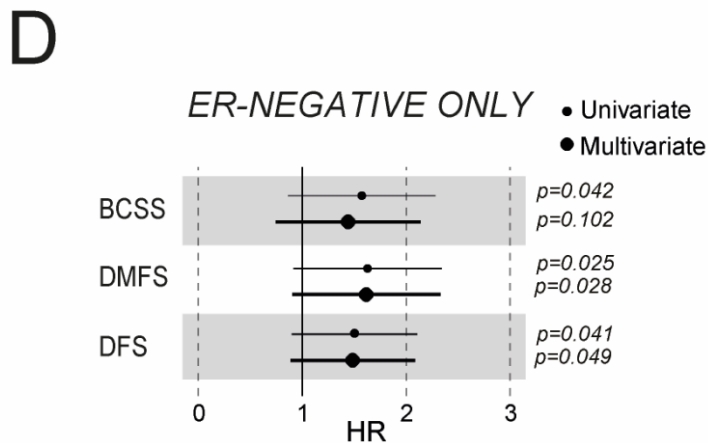 D
ER-NEGATIVE ONLY
Univariate
Multivariate
BCSS
p=0.042
p=0.102
DMFS
p=0.025
p=0.028
DFS
p=0.041
p=0.049
0 1 2 3
HR